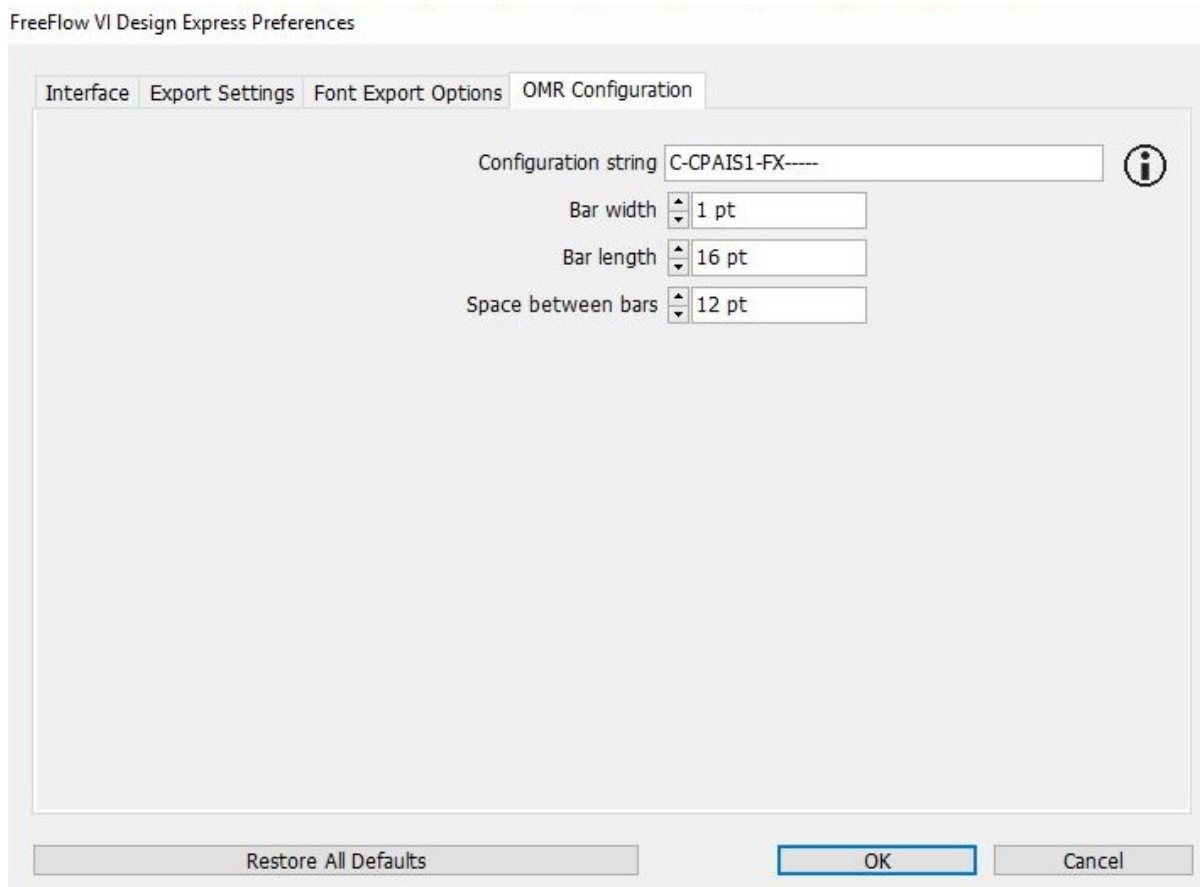 FreeFlow VI Design Express Preferences
Interface Export Settings Font Export Options OMR Configuration
Configuration string C-CPAIS1-FX-----
Bar width 1 pt
Bar length 16 pt
Space between bars 12 pt
Restore All Defaults OK Cancel